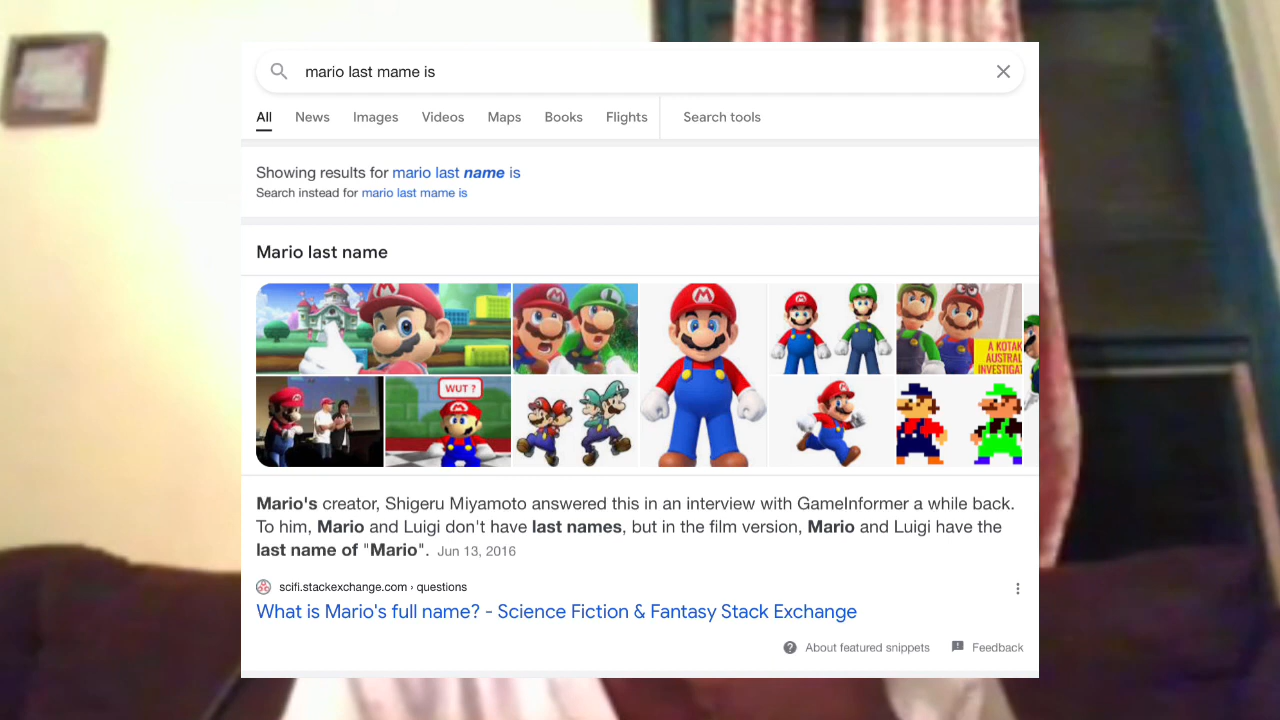 mario last mame is
All News Images Videos Maps Books Flights Search tools
Showing results for mario last name is
Search instead for mario last mame is
Mario last name
WUT ?
A KOTAK
AUSTRAL
INVESTIGAT
Mario's creator, Shigeru Miyamoto answered this in an interview with GameInformer a while back.
To him, Mario and Luigi don't have last names, but in the film version, Mario and Luigi have the
last name of "Mario". Jun 13, 2016
scifi.stackexchange.com › questions
What is Mario's full name? - Science Fiction & Fantasy Stack Exchange
About featured snippets Feedback